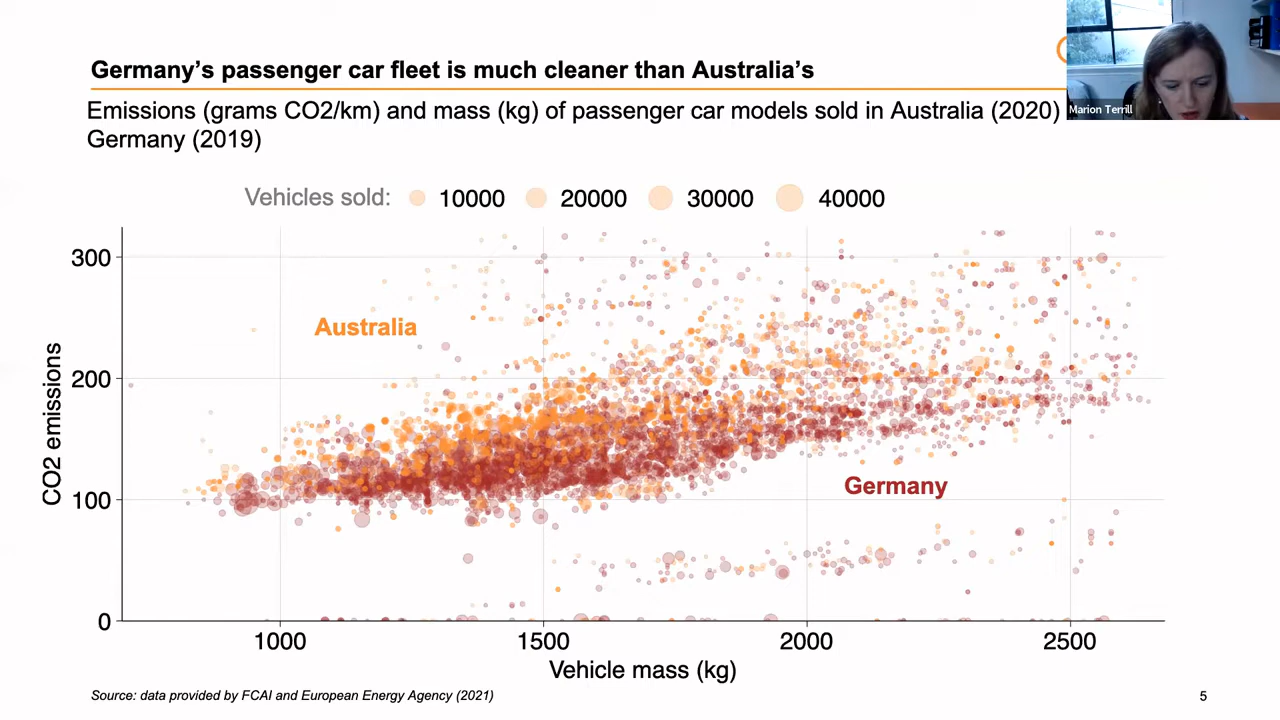 Germany's passenger car fleet is much cleaner than Australia's
Marion Terrill
Emissions (grams CO2/km) and mass (kg) of passenger car models sold in Australia (2020)
Germany (2019)
Vehicles sold: 10000 20000 30000 40000
300
Australia
200
CO2 emissions
Germany
100
0
1000 1500 2000 2500
Vehicle mass (kg)
Source: data provided by FCAI and European Energy Agency (2021)
5